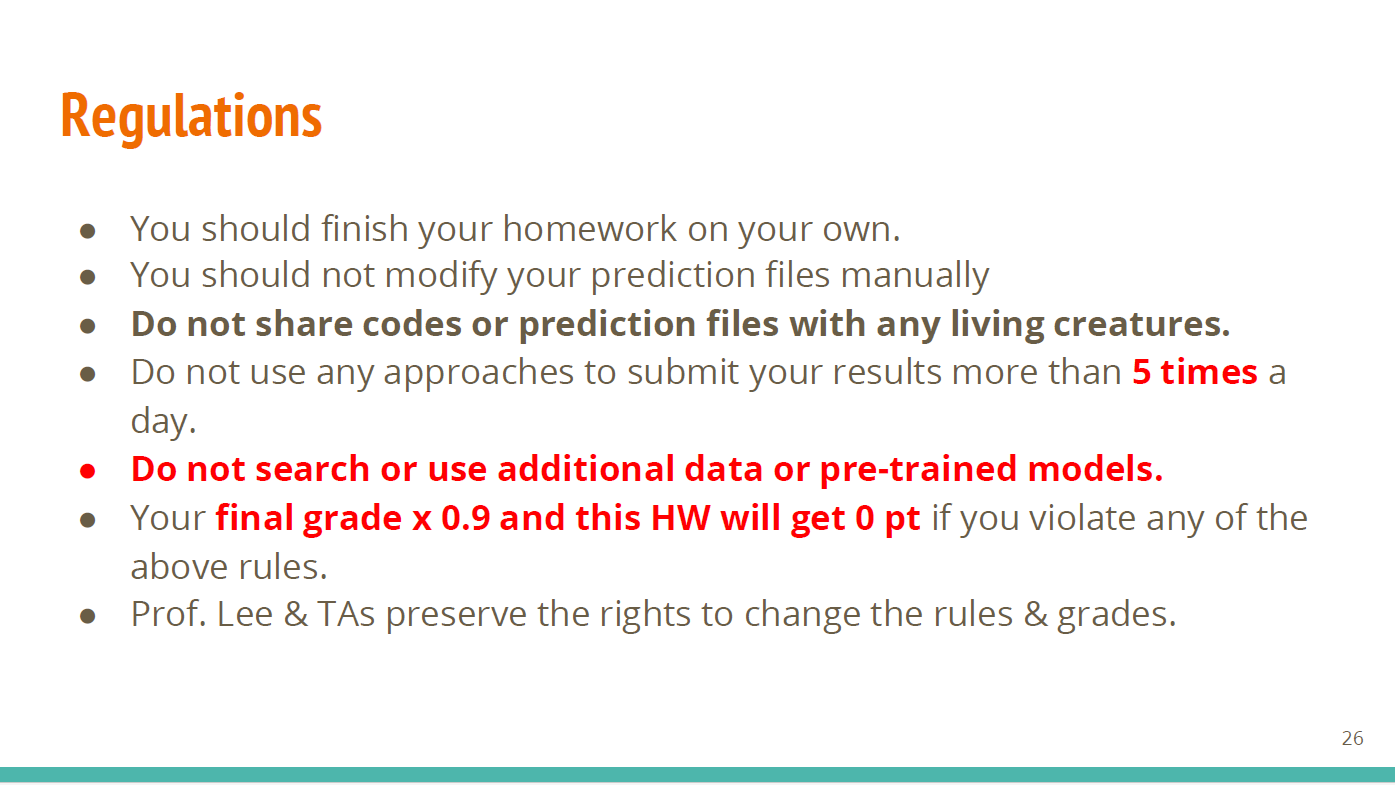 Regulations
● You should finish your homework on your own.
● You should not modify your prediction files manually
● Do not share codes or prediction files with any living creatures.
● Do not use any approaches to submit your results more than 5 times a
day.
● Do not search or use additional data or pre-trained models.
● Your final grade x 0.9 and this HW will get 0 pt if you violate any of the
above rules.
● Prof. Lee & TAs preserve the rights to change the rules & grades.
26